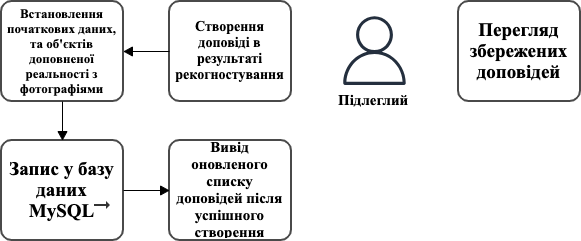 Встановлення
початкових даних,
та об'єктів
доповненої
реальності з
фотографіями
Створення
доповіді в
результаті
рекогностування
Підлеглий
Перегляд
збережених
доповідей
Запис у базу
даних
MySQL
Вивід
оновленого
списку
доповідей після
успішного
створення